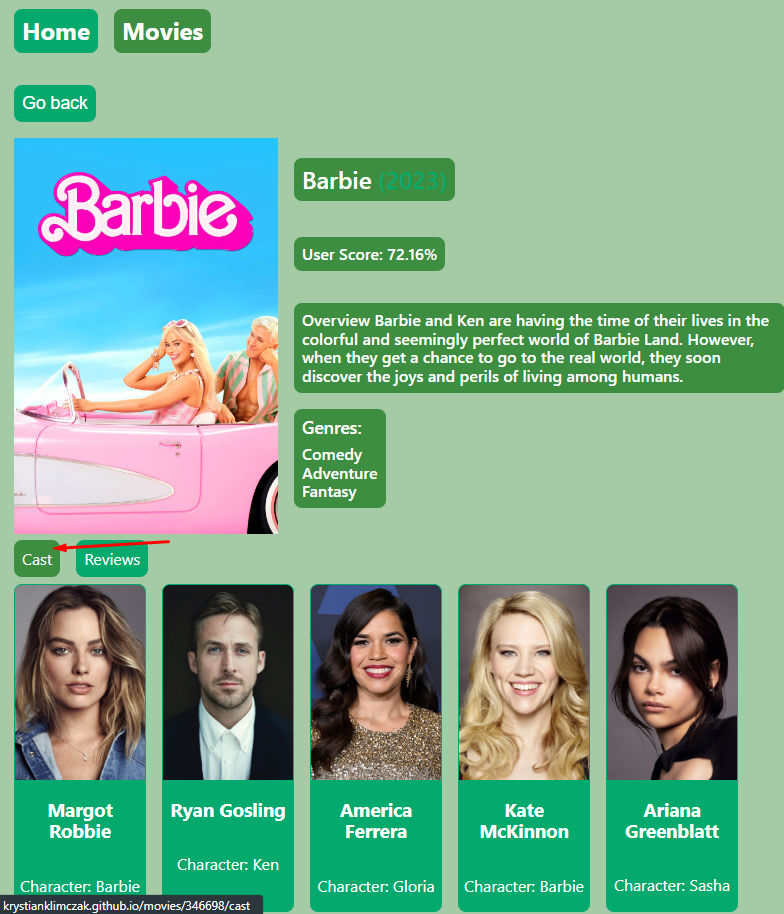 Home Movies
Go back
Barbie
Barbie (2023)
User Score: 72.16%
Overview Barbie and Ken are having the time of their lives in the
colorful and seemingly perfect world of Barbie Land. However,
when they get a chance to go to the real world, they soon
discover the joys and perils of living among humans.
Genres:
Comedy
Adventure
Fantasy
Cast Reviews
Margot
Robbie
Character: Barbie
Ryan Gosling
Character: Ken
America
Ferrera
Character: Gloria
Kate
McKinnon
Character: Barbie
Ariana
Greenblatt
Character: Sasha
krystianklimczak.github.io/movies/346698/cast